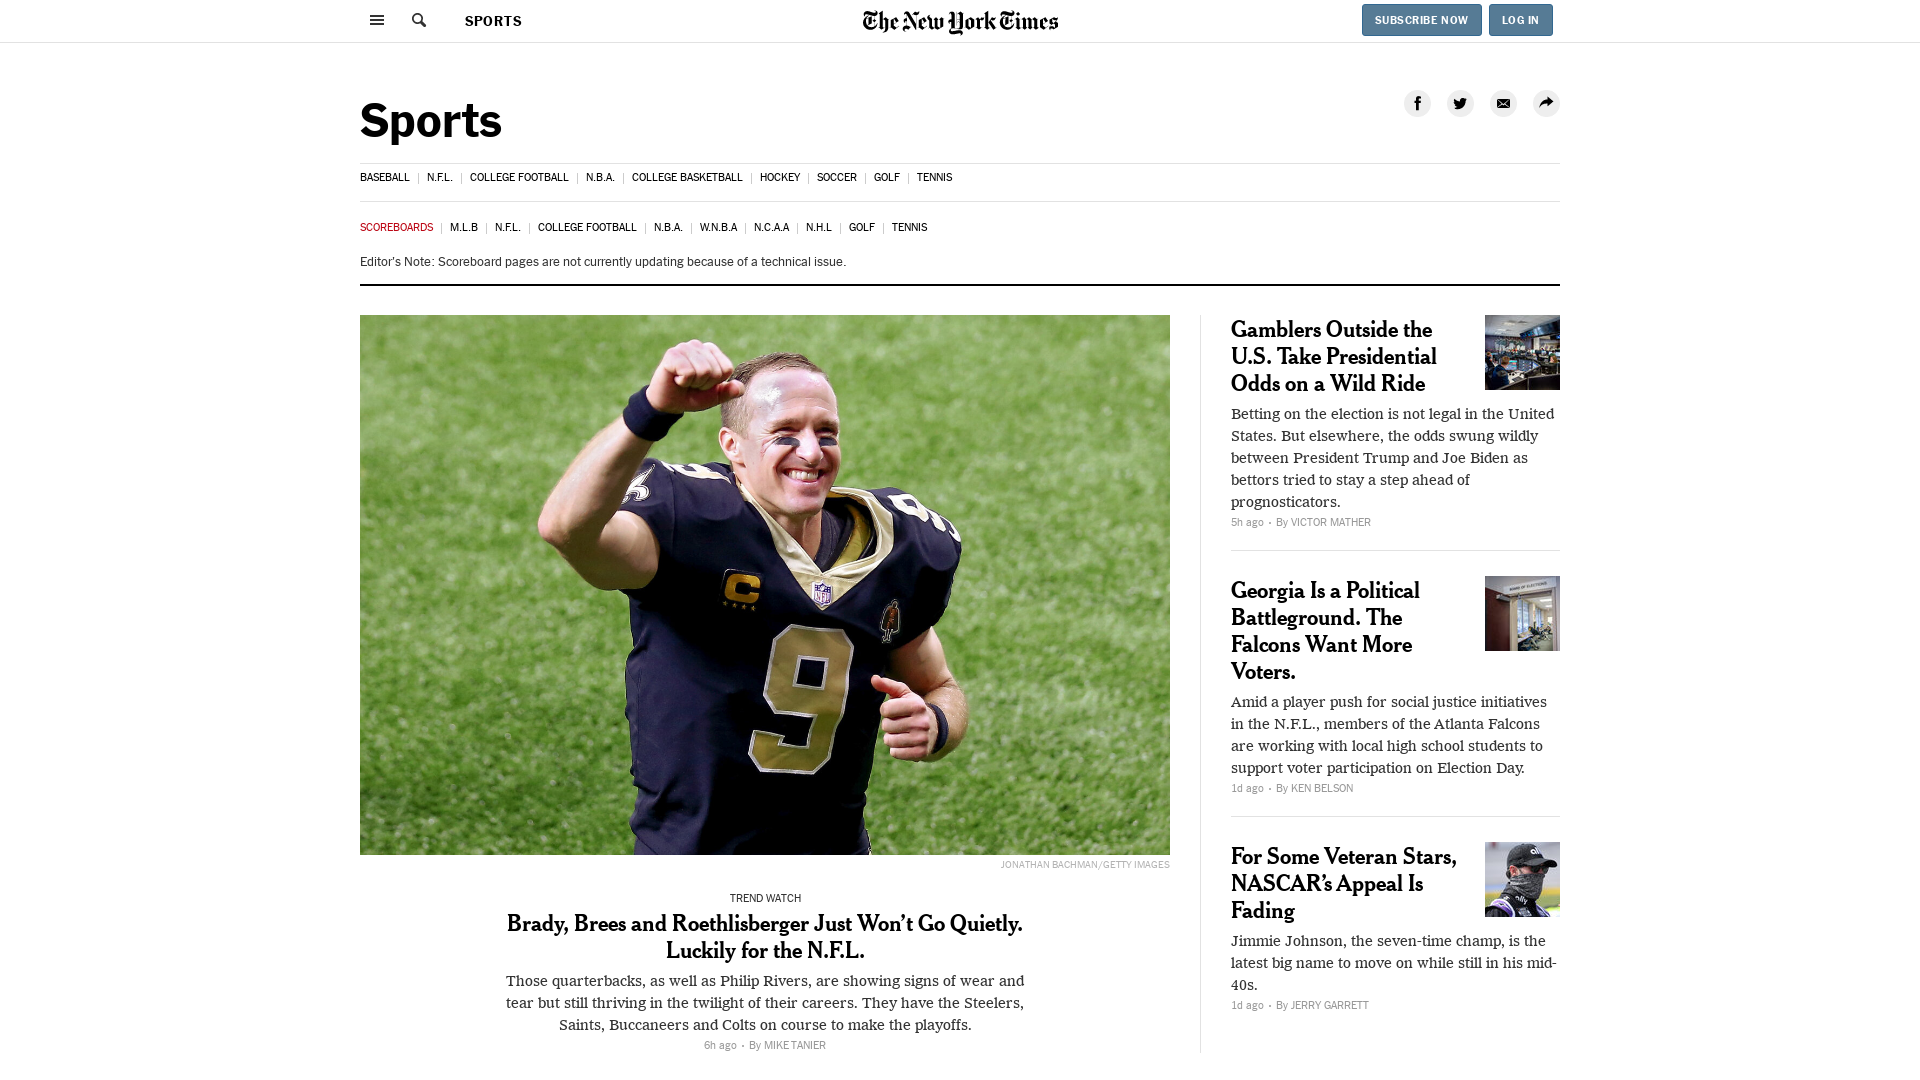 SPORTS
The New York Times
SUBSCRIBE NOW
LOG IN
Sports
BASEBALL | N.F.L. | COLLEGE FOOTBALL | N.B.A. | COLLEGE BASKETBALL | HOCKEY | SOCCER | GOLF | TENNIS
SCOREBOARDS | M.L.B | N.F.L. | COLLEGE FOOTBALL | N.B.A. | W.N.B.A | N.C.A.A | N.H.L | GOLF | TENNIS
Editor's Note: Scoreboard pages are not currently updating because of a technical issue.
9
9
C
NFL
9
JONATHAN BACHMAN/GETTY IMAGES
TREND WATCH
Brady, Brees and Roethlisberger Just Won’t Go Quietly.
Luckily for the N.F.L.
Those quarterbacks, as well as Philip Rivers, are showing signs of wear and
tear but still thriving in the twilight of their careers. They have the Steelers,
Saints, Buccaneers and Colts on course to make the playoffs.
6h ago • By MIKE TANIER
Gamblers Outside the
U.S. Take Presidential
Odds on a Wild Ride
Betting on the election is not legal in the United
States. But elsewhere, the odds swung wildly
between President Trump and Joe Biden as
bettors tried to stay a step ahead of
prognosticators.
5h ago • By VICTOR MATHER
Georgia Is a Political
Battleground. The
Falcons Want More
Voters.
Amid a player push for social justice initiatives
in the N.F.L., members of the Atlanta Falcons
are working with local high school students to
support voter participation on Election Day.
1d ago • By KEN BELSON
For Some Veteran Stars,
NASCAR’s Appeal Is
Fading
Jimmie Johnson, the seven-time champ, is the
latest big name to move on while still in his mid-
40s.
1d ago • By JERRY GARRETT